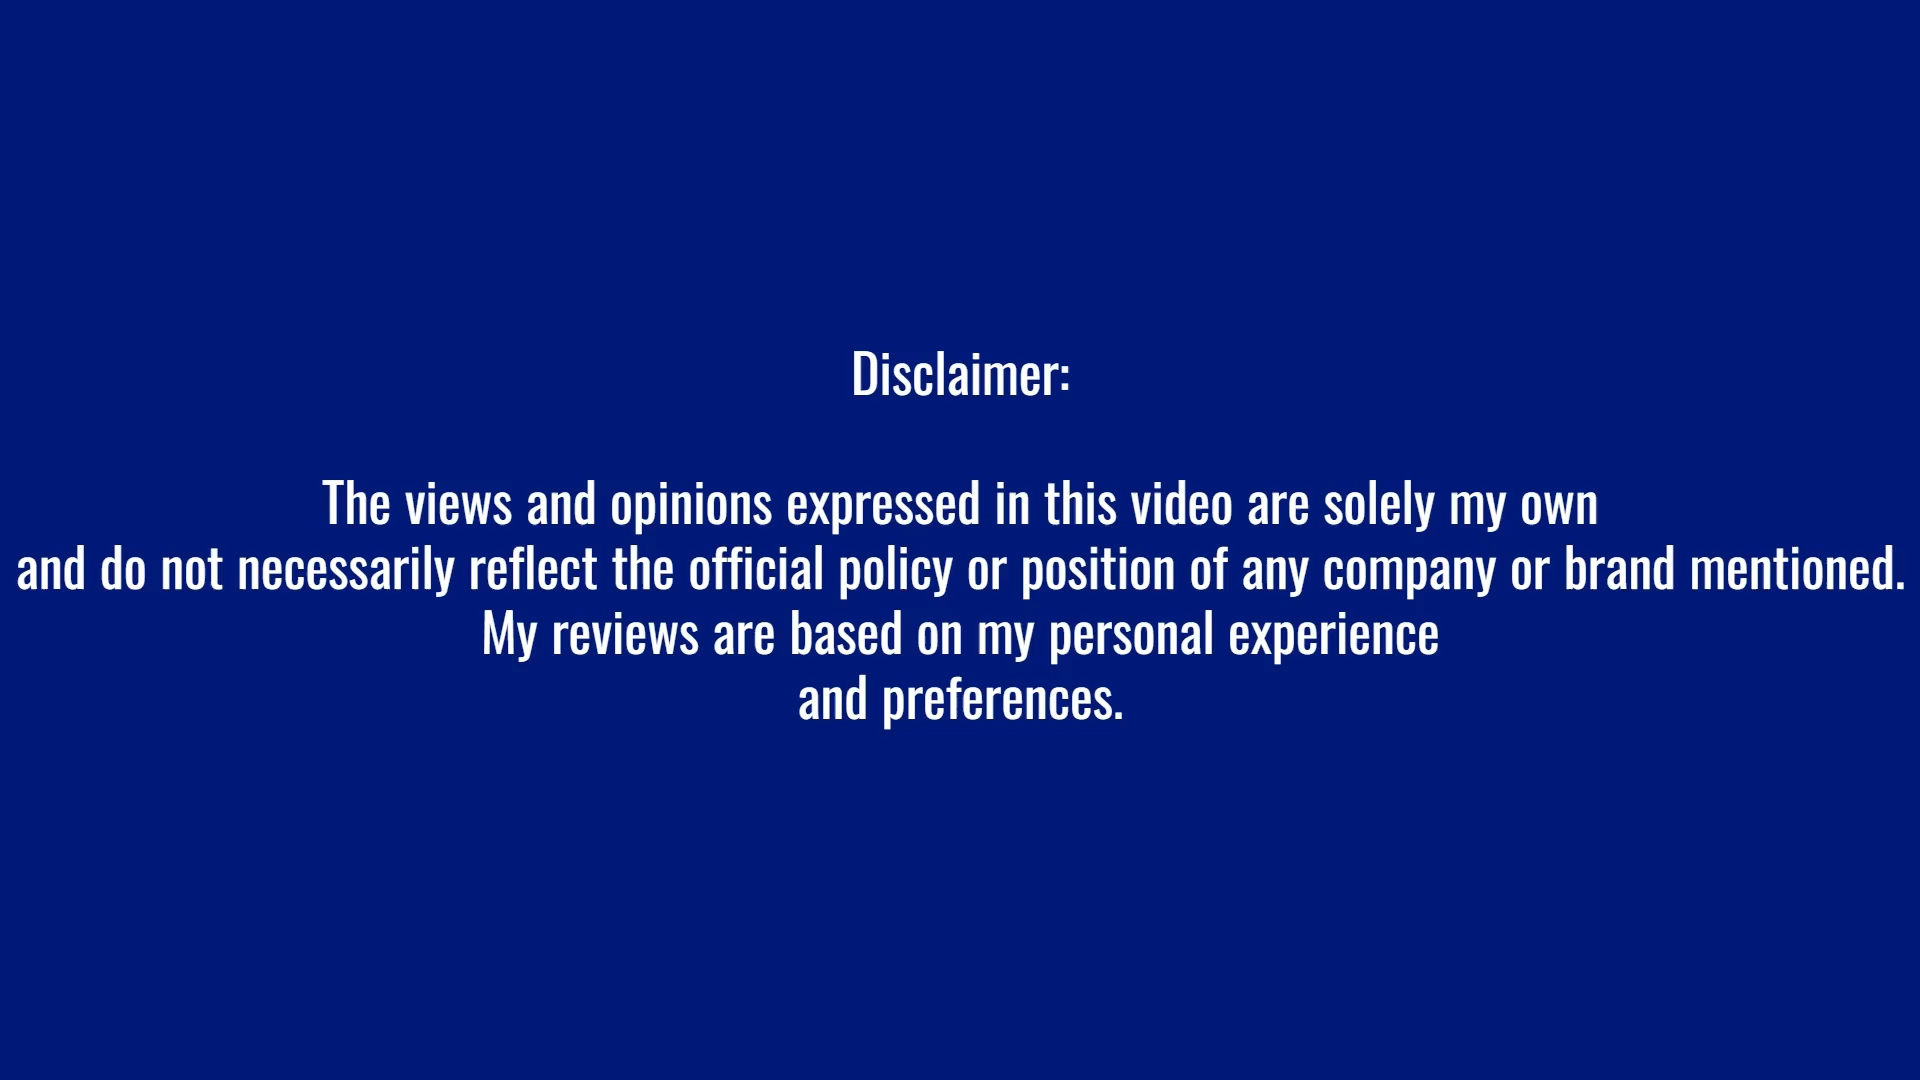 Disclaimer:
The views and opinions expressed in this video are solely my own
and do not necessarily reflect the official policy or position of any company or brand mentioned.
My reviews are based on my personal experience
and preferences.